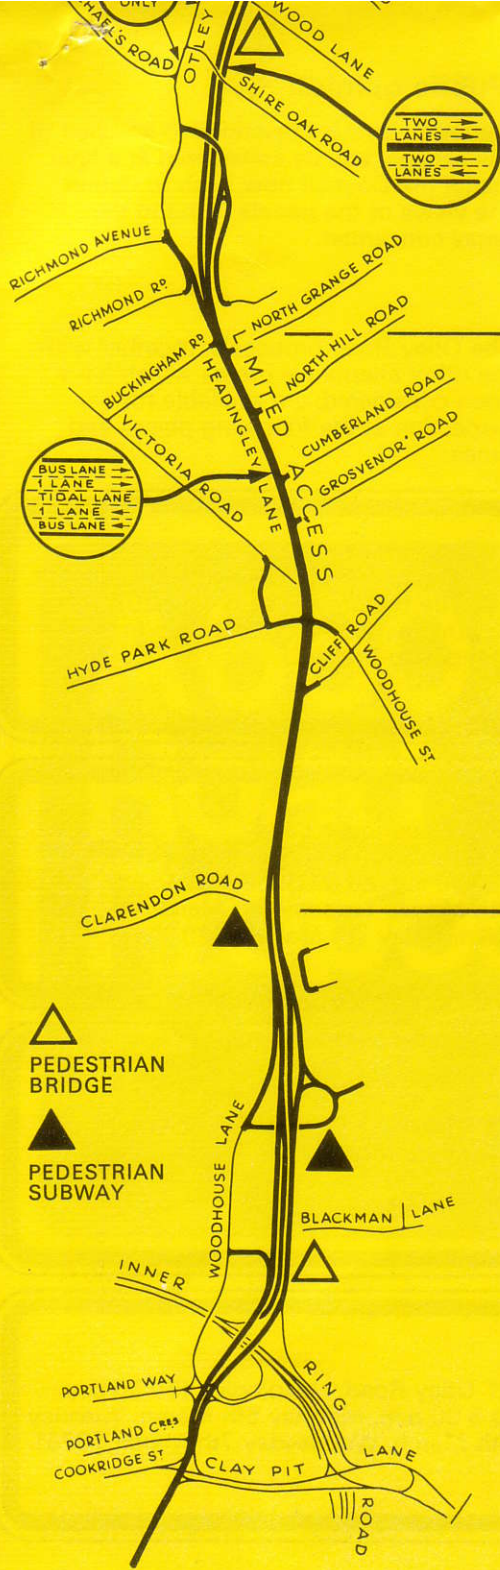 ONLY
HAEL'S ROAD
OTLEY
WOOD LANE
SHIRE OAK ROAD
TWO
LANES
TWO
LANES
RICHMOND AVENUE
RICHMOND RD.
NORTH GRANGE ROAD
BUCKINGHAM RD.
NORTH HILL ROAD
LIMITED ACCESS
HEADINGLEY LANE
VICTORIA ROAD
CUMBERLAND ROAD
GROSVENOR ROAD
BUS LANE
1 LANE
TIDAL LANE
1 LANE
BUS LANE
HYDE PARK ROAD
CLIFF ROAD
WOODHOUSE ST
CLARENDON ROAD
PEDESTRIAN
BRIDGE
PEDESTRIAN
SUBWAY
WOODHOUSE LANE
BLACKMAN LANE
INNER RING ROAD
PORTLAND WAY
PORTLAND CRES
COOKRIDGE ST
CLAY PIT LANE